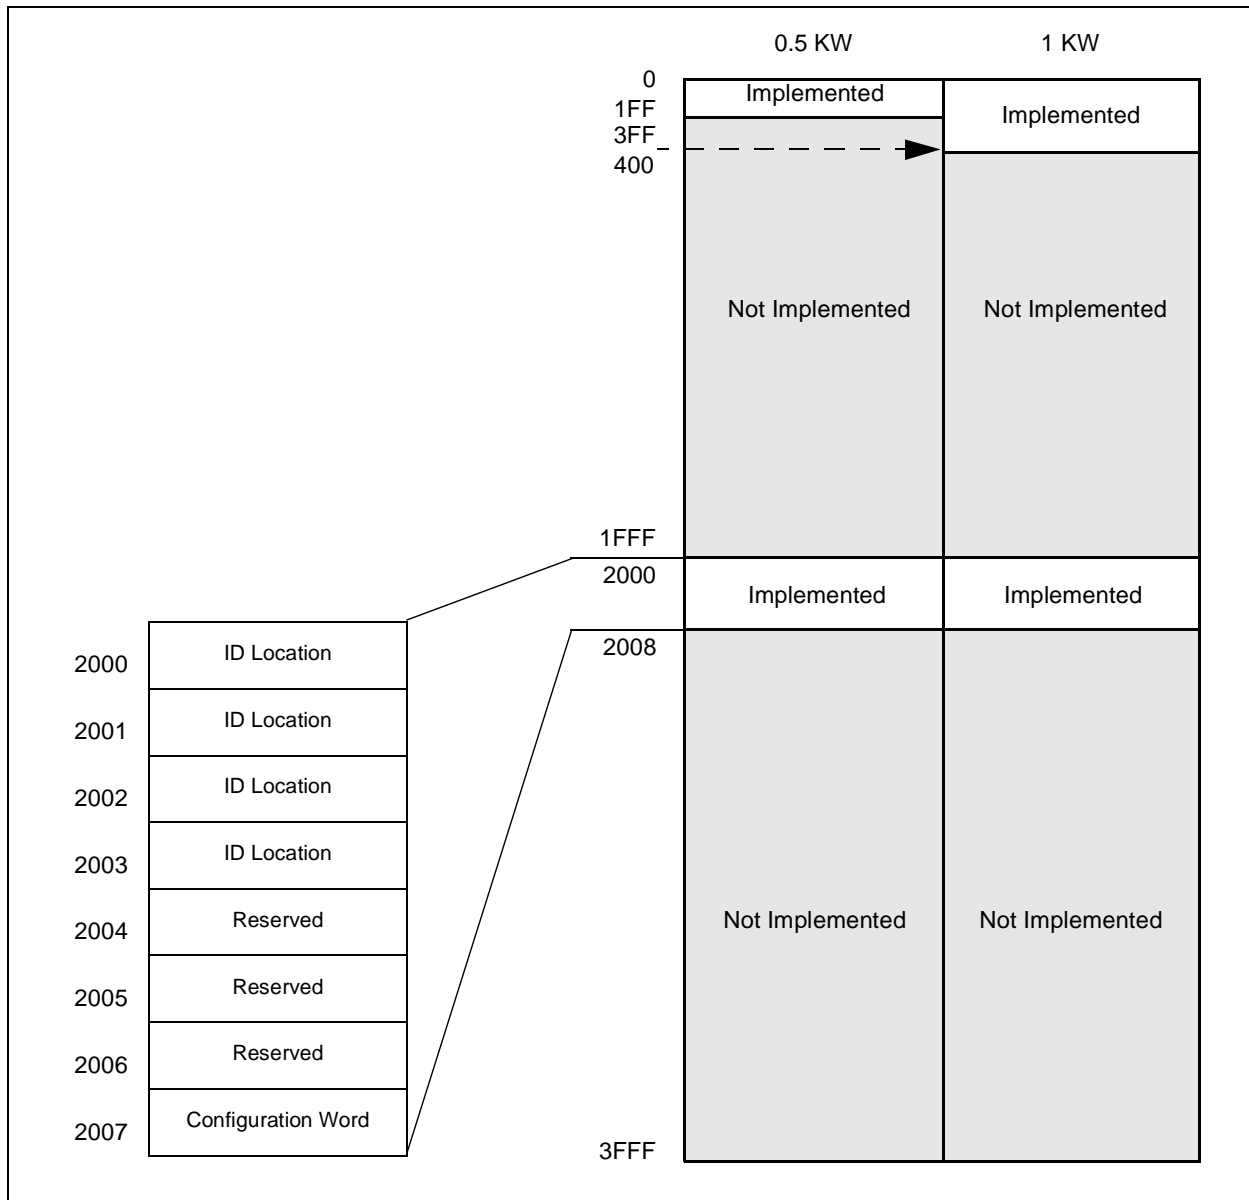 0.5 KW 1 KW
0
Implemented
1FF
Implemented
3FF
400
Not Implemented Not Implemented
1FFF
2000
Implemented Implemented
2008
2000 ID Location
2001 ID Location
2002 ID Location
2003 ID Location
2004 Reserved
2005 Reserved
2006 Reserved
2007 Configuration Word
Not Implemented Not Implemented
3FFF